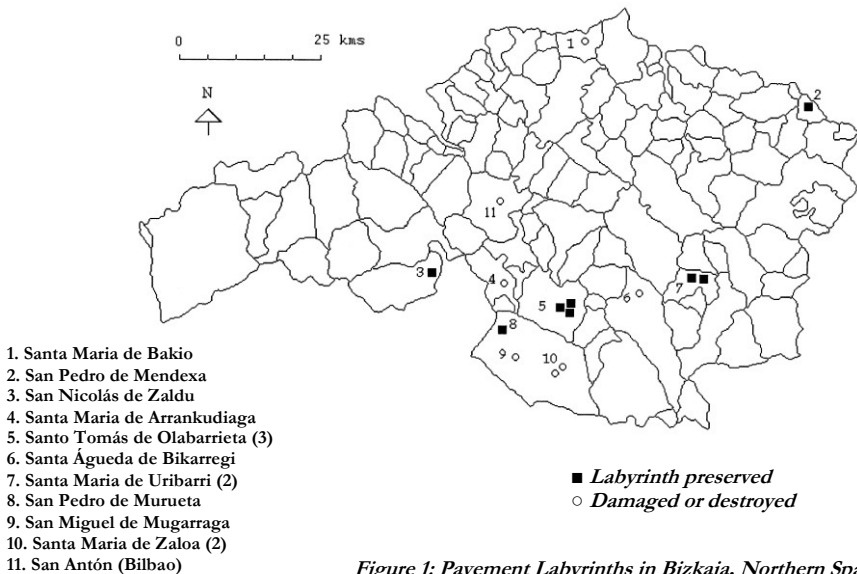 0 25 kms
N
1
2
11
3
4
5
6
7
8
9
10
1. Santa Maria de Bakio
2. San Pedro de Mendexa
3. San Nicolás de Zaldu
4. Santa Maria de Arrankudiaga
5. Santo Tomás de Olabarrieta (3)
6. Santa Águeda de Bikarregi
7. Santa Maria de Uribarri (2)
8. San Pedro de Murueta
9. San Miguel de Mugarraga
10. Santa Maria de Zaloa (2)
11. San Antón (Bilbao)
■ Labyrinth preserved
○ Damaged or destroyed
Figure 1: Pavement Labyrinths in Bizkaia, Northern Spa